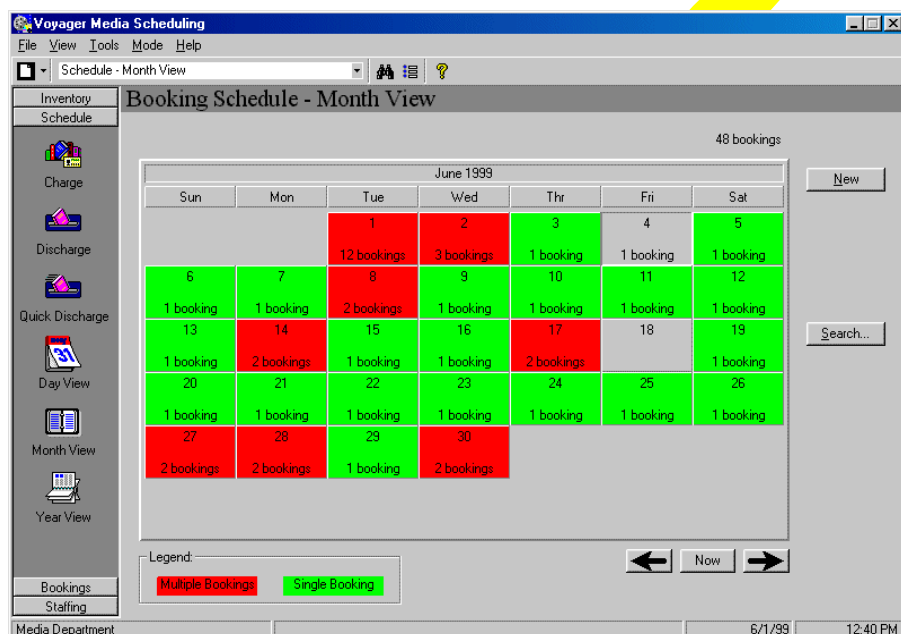 Voyager Media Scheduling
File View Tools Mode Help
Schedule - Month View
Inventory
Schedule
Charge
Discharge
Quick Discharge
Day View
Month View
Year View
Bookings
Staffing
Booking Schedule - Month View
48 bookings
June 1999
Sun Mon Tue Wed Thr Fri Sat
1 2 3 4 5
12 bookings 3 bookings 1 booking 1 booking 1 booking
6 7 8 9 10 11 12
1 booking 1 booking 2 bookings 1 booking 1 booking 1 booking 1 booking
13 14 15 16 17 18 19
1 booking 2 bookings 1 booking 1 booking 2 bookings 1 booking
20 21 22 23 24 25 26
1 booking 1 booking 1 booking 1 booking 1 booking 1 booking 1 booking
27 28 29 30
2 bookings 2 bookings 1 booking 2 bookings
New
Search...
Legend:
Multiple Bookings Single Booking
Now
Media Department 6/1/99 12:40 PM